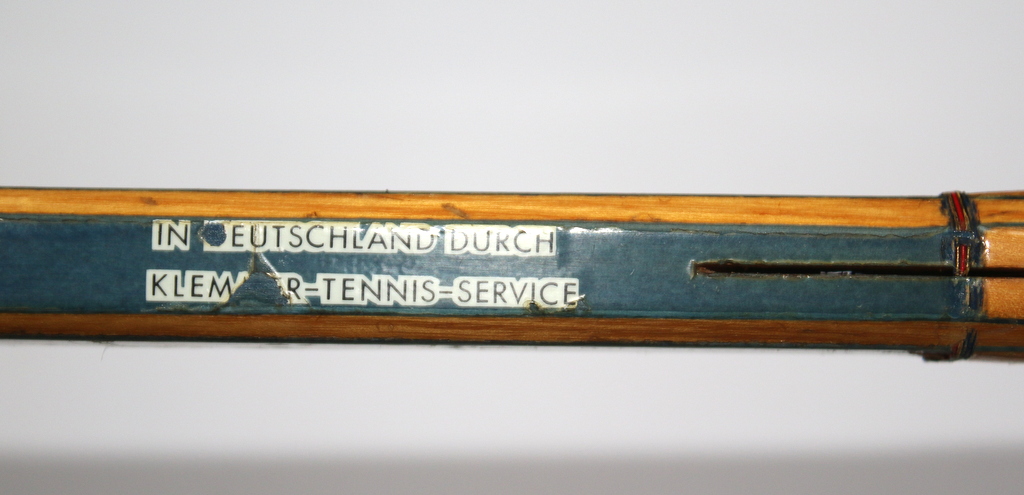 IN DEUTSCHLAND DURCH
-TENNIS-SERVICE